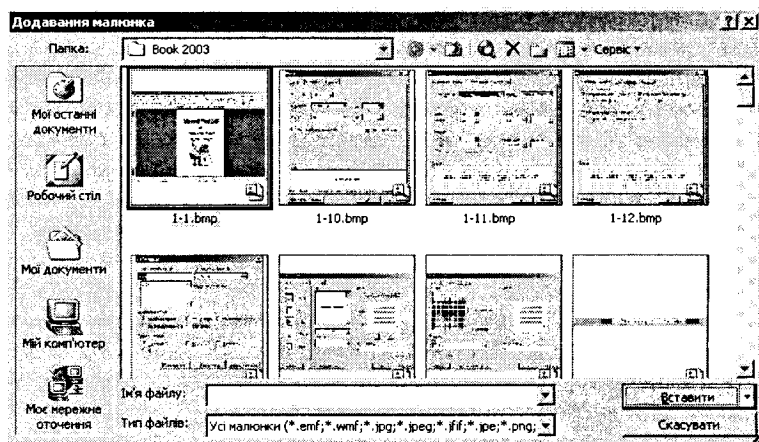 Додавання малюнка
Папка: Book 2003 Сервіс
Мої останні
документи
Робочий стіл
Мої документи
Мій комп'ютер
Моє мережне
оточення
1-1.bmp 1-10.bmp 1-11.bmp 1-12.bmp
Ім'я файлу:
Тип файлів: Усі малюнки (*.emf;*.wmf;*.jpg;*.jpeg;*.jfif;*.jpe;*.png;
Вставити
Скасувати